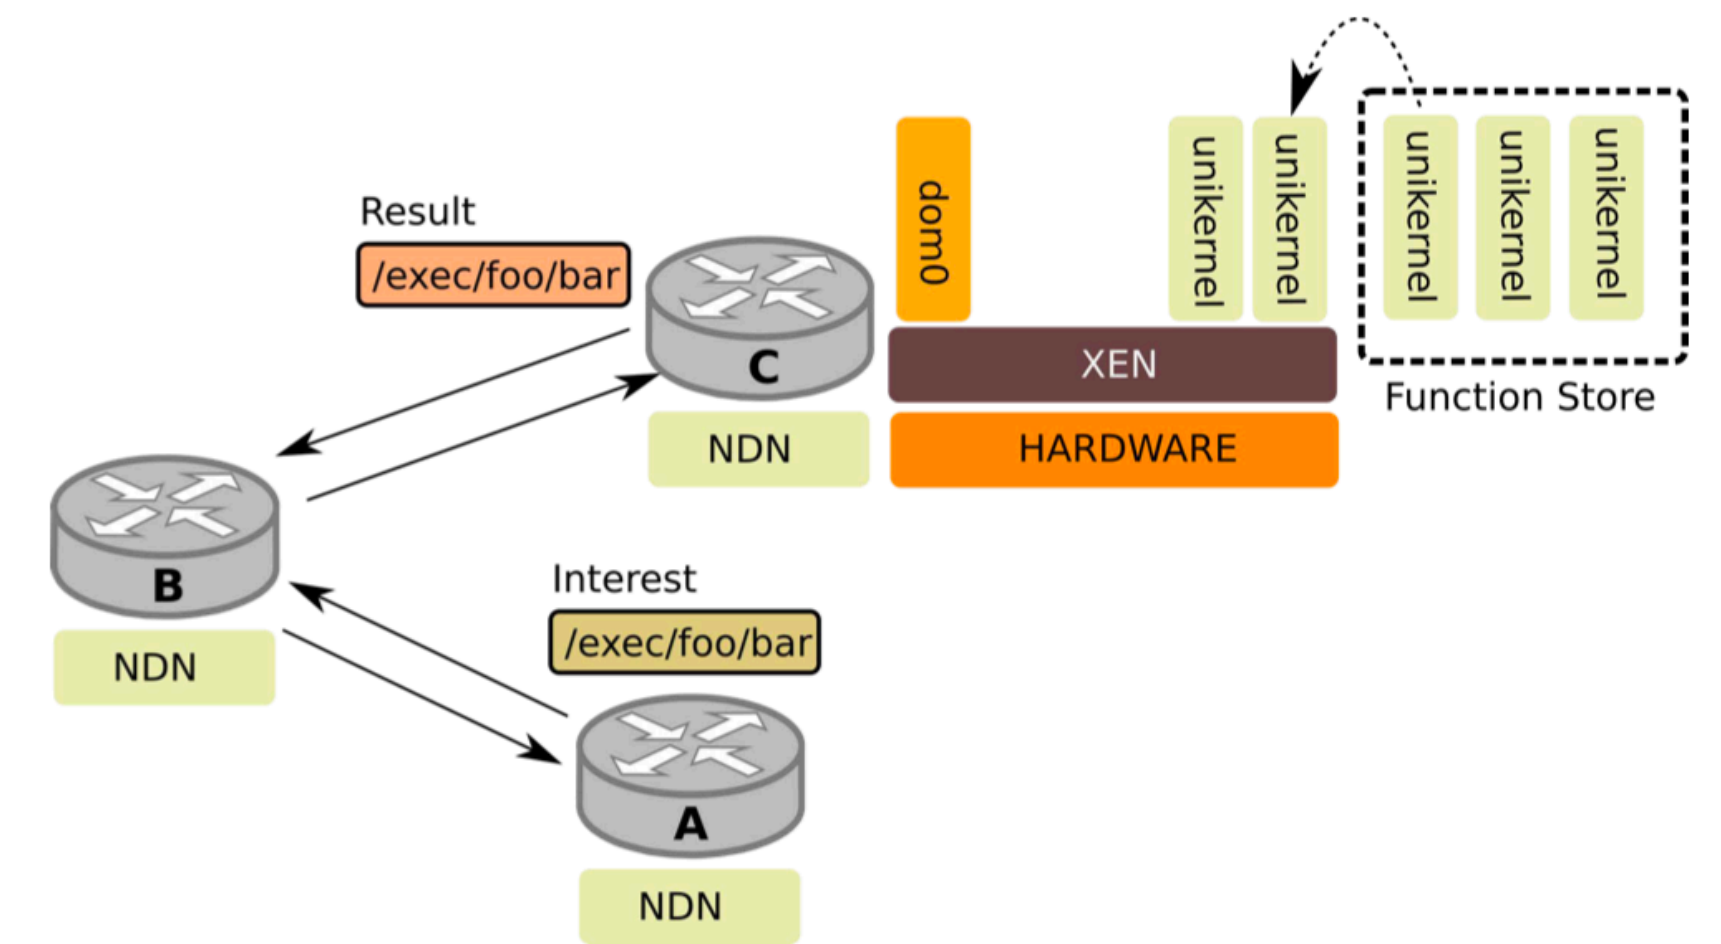 Result
/exec/foo/bar
C
NDN
dom0
unikernel
unikernel
XEN
HARDWARE
unikernel
unikernel
unikernel
Function Store
B
NDN
Interest
/exec/foo/bar
A
NDN